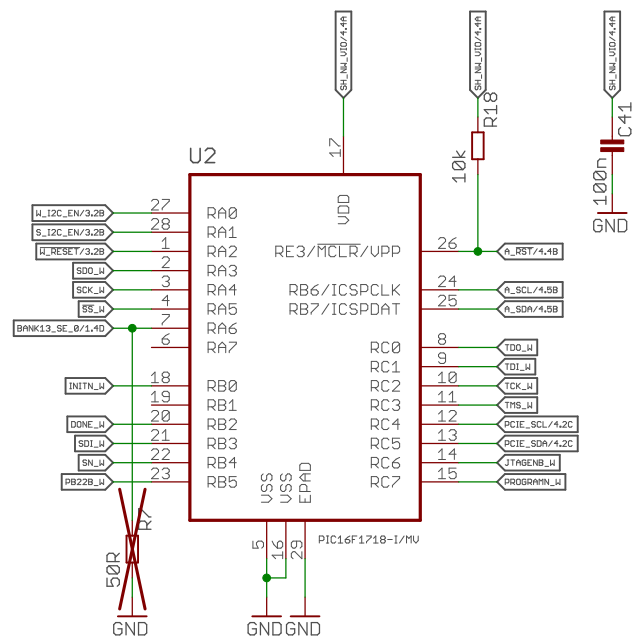 SH_NW_VIO/4.4A
SH_NW_VIO/4.4A
SH_NW_VIO/4.4A
R18
10k
C41
100n
GND
U2
17
VDD
W_I2C_EN/3.2B 27 RA0
S_I2C_EN/3.2B 28 RA1
W_RESET/3.2B 1 RA2
SDO_W 2 RA3
SCK_W 3 RA4
SS_W 4 RA5
BANK13_SE_0/1.4D 7 RA6
6 RA7
INITN_W 18 RB0
19 RB1
DONE_W 20 RB2
SDI_W 21 RB3
SN_W 22 RB4
PB22B_W 23 RB5
RE3/MCLR/VPP 26 A_RST/4.4B
RB6/ICSPCLK 24 A_SCL/4.5B
RB7/ICSPDAT 25 A_SDA/4.5B
RC0 8 TDO_W
RC1 9 TDI_W
RC2 10 TCK_W
RC3 11 TMS_W
RC4 12 PCIE_SCL/4.2C
RC5 13 PCIE_SDA/4.2C
RC6 14 JTAGENB_W
RC7 15 PROGRAMN_W
VSS
VSS
EPAD
5
16
29
PIC16F1718-I/MV
R7
50R
GND
GND
GND